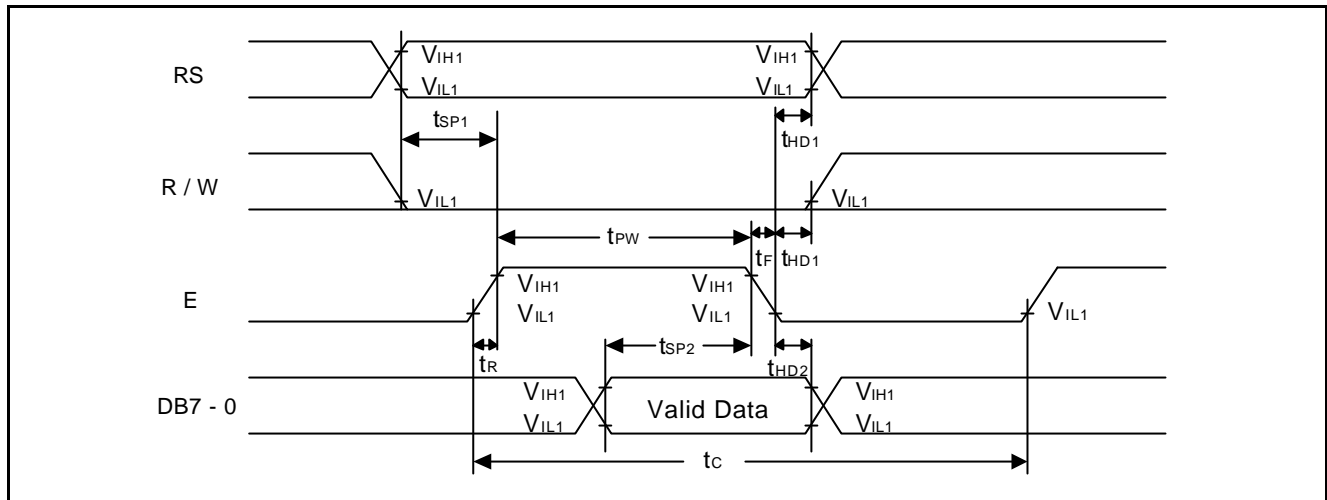 RS
VIH1
VIH1
VIL1
VIL1
tSP1
tHD1
R / W
VIL1
VIL1
tPW
tF
tHD1
E
VIH1
VIH1
VIL1
VIL1
VIL1
tR
tSP2
tHD2
DB7 - 0
VIH1
VIH1
Valid Data
VIL1
VIL1
tC